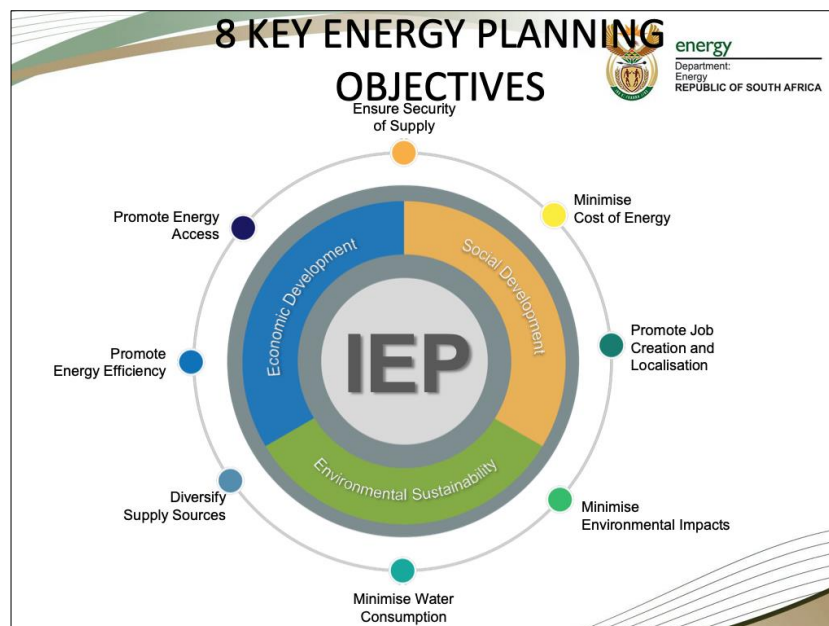 8 KEY ENERGY PLANNING
OBJECTIVES
energy
Department:
Energy
REPUBLIC OF SOUTH AFRICA
Ensure Security
of Supply
Minimise
Cost of Energy
Promote Job
Creation and
Localisation
Minimise
Environmental Impacts
Minimise Water
Consumption
Diversify
Supply Sources
Promote
Energy Efficiency
Promote Energy
Access
Economic Development
Social Development
Environmental Sustainability
IEP